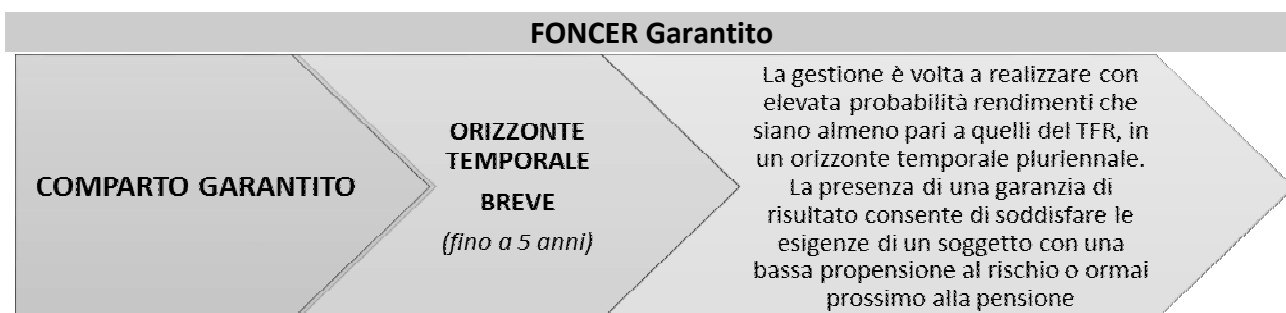 FONCER Garantito
COMPARTO GARANTITO
ORIZZONTE
TEMPORALE
BREVE
(fino a 5 anni)
La gestione è volta a realizzare con
elevata probabilità rendimenti che
siano almeno pari a quelli del TFR, in
un orizzonte temporale pluriennale.
La presenza di una garanzia di
risultato consente di soddisfare le
esigenze di un soggetto con una
bassa propensione al rischio o ormai
prossimo alla pensione